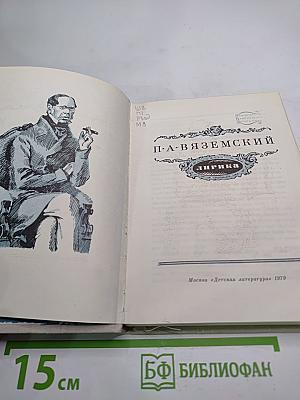 П·А·ВЯЗЕМСКИЙ
лирика
Москва «Детская литература» 1979
15 см
БФ БИБЛИОФАН